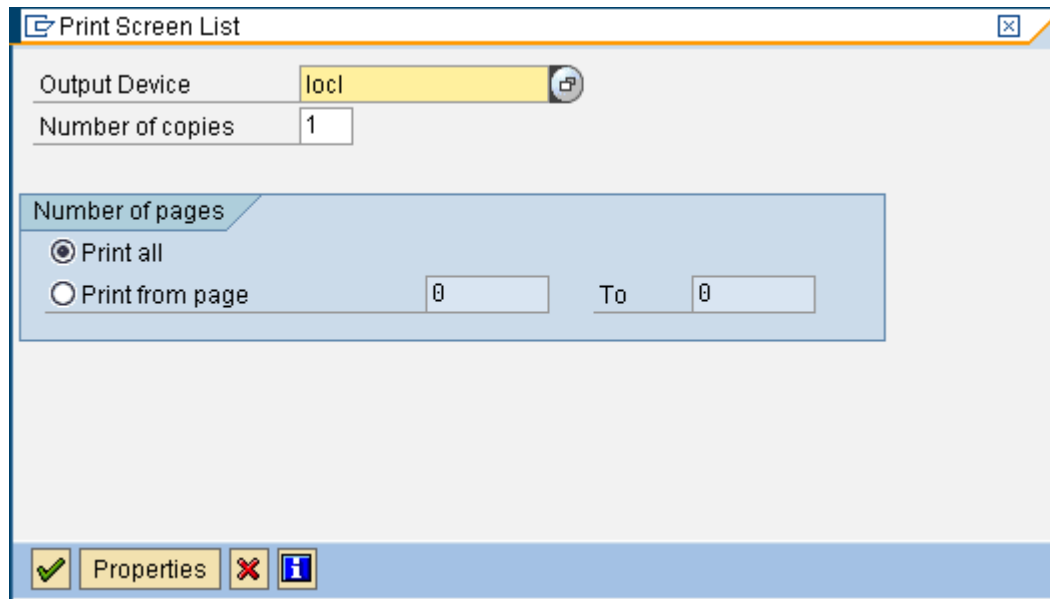 Print Screen List
Output Device locl
Number of copies 1
Number of pages
Print all
Print from page 0 To 0
Properties